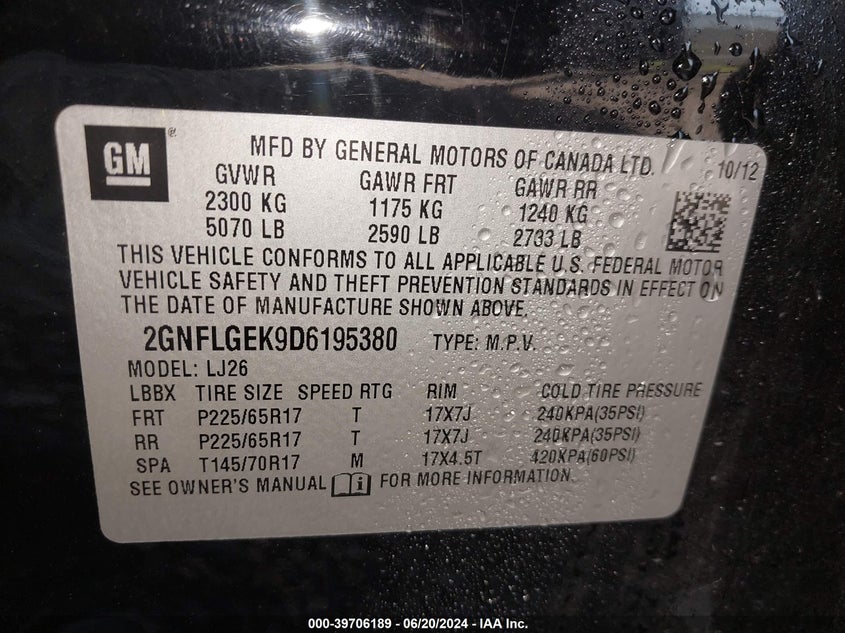 GM®
MFD BY GENERAL MOTORS OF CANADA LTD. 10/12
GVWR GAWR FRT GAWR RR
2300 KG 1175 KG 1240 KG
5070 LB 2590 LB 2733 LB
THIS VEHICLE CONFORMS TO ALL APPLICABLE U.S. FEDERAL MOTOR
VEHICLE SAFETY AND THEFT PREVENTION STANDARDS IN EFFECT ON
THE DATE OF MANUFACTURE SHOWN ABOVE.
2GNFLGEK9D6195380 TYPE: M.P.V.
MODEL: LJ26
LBBX TIRE SIZE SPEED RTG RIM COLD TIRE PRESSURE
FRT P225/65R17 T 17X7J 240KPA(35PSI)
RR P225/65R17 T 17X7J 240KPA(35PSI)
SPA T145/70R17 M 17X4.5T 420KPA(60PSI)
SEE OWNER'S MANUAL i FOR MORE INFORMATION.
000-39706189 - 06/20/2024 - IAA Inc.